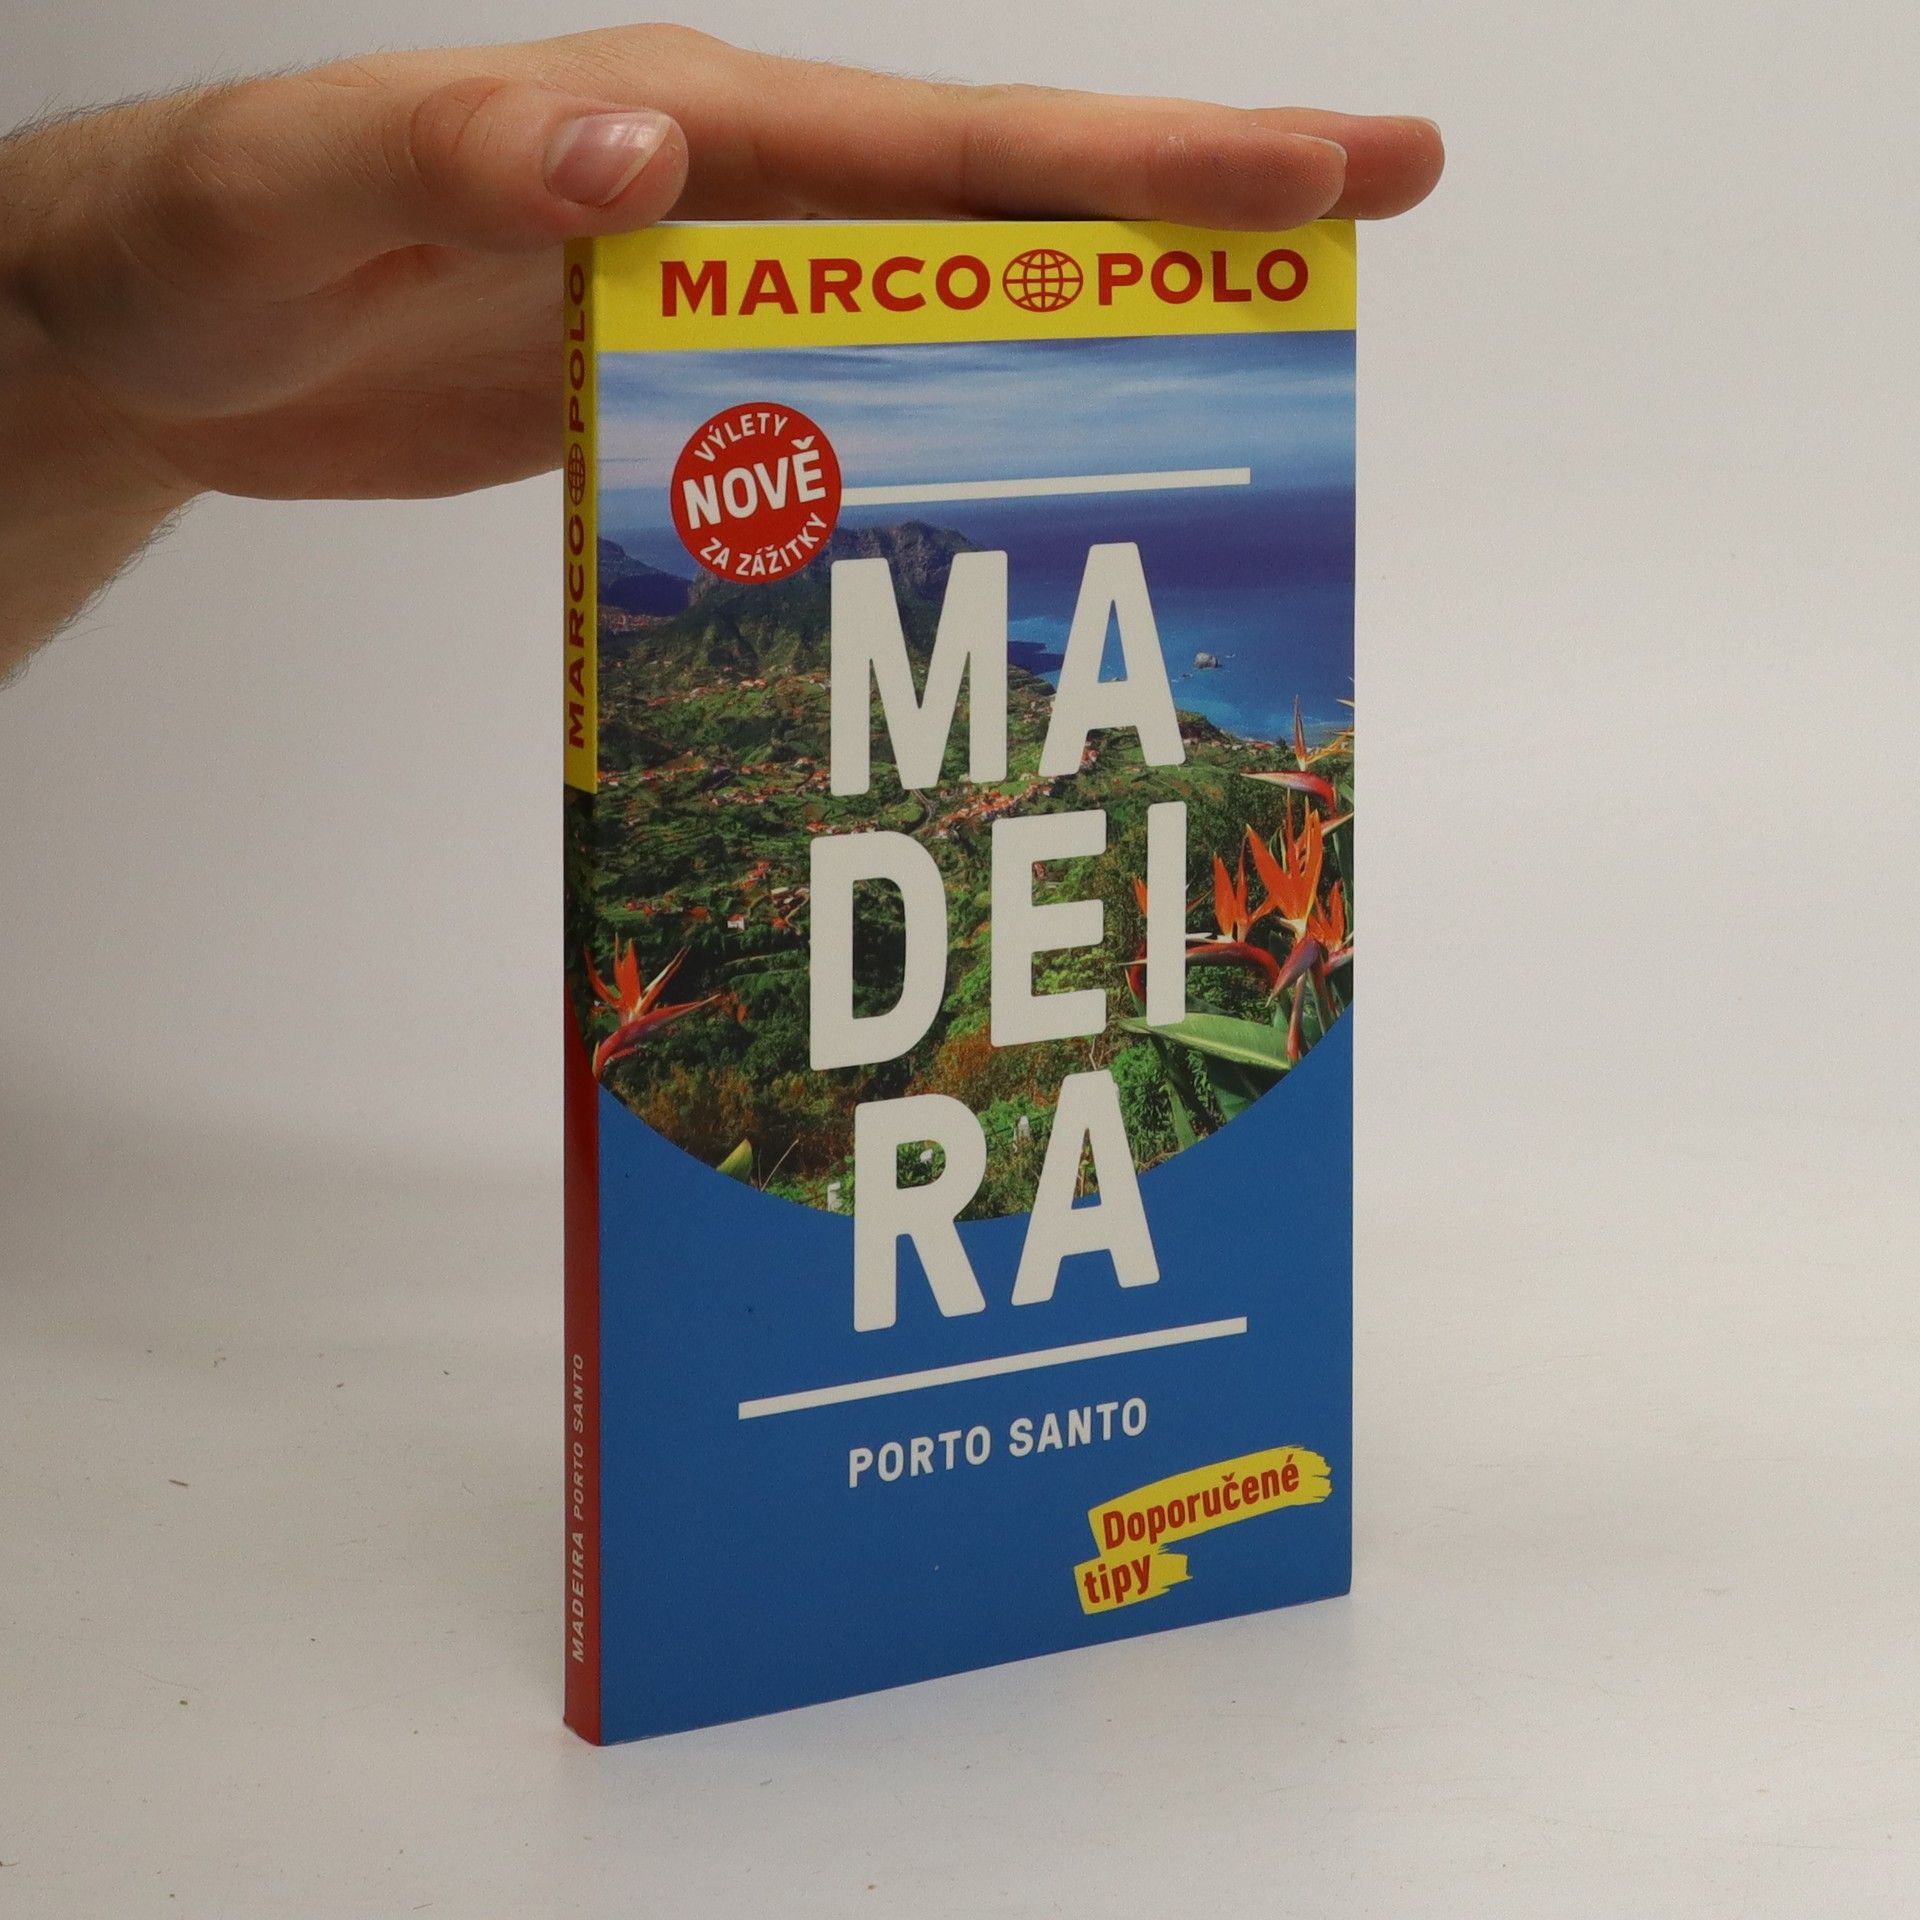 MARCO POLO
VÝLETY
NOVĚ
ZA ZÁŽITKY
MA
DEI
RA
PORTO SANTO
Doporučené
tipy
MARCO POLO
MADEIRA PORTO SANTO